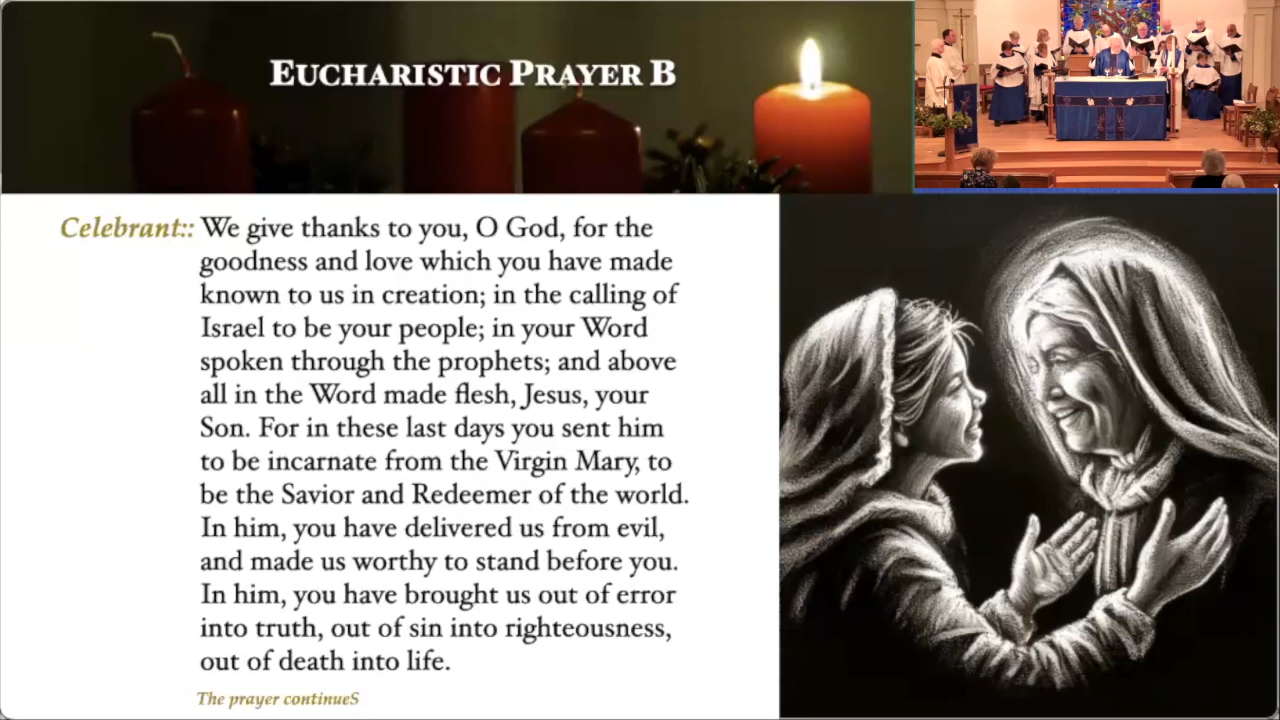 EUCHARISTIC PRAYER B
Celebrant:: We give thanks to you, O God, for the
goodness and love which you have made
known to us in creation; in the calling of
Israel to be your people; in your Word
spoken through the prophets; and above
all in the Word made flesh, Jesus, your
Son. For in these last days you sent him
to be incarnate from the Virgin Mary, to
be the Savior and Redeemer of the world.
In him, you have delivered us from evil,
and made us worthy to stand before you.
In him, you have brought us out of error
into truth, out of sin into righteousness,
out of death into life.
The prayer continueS